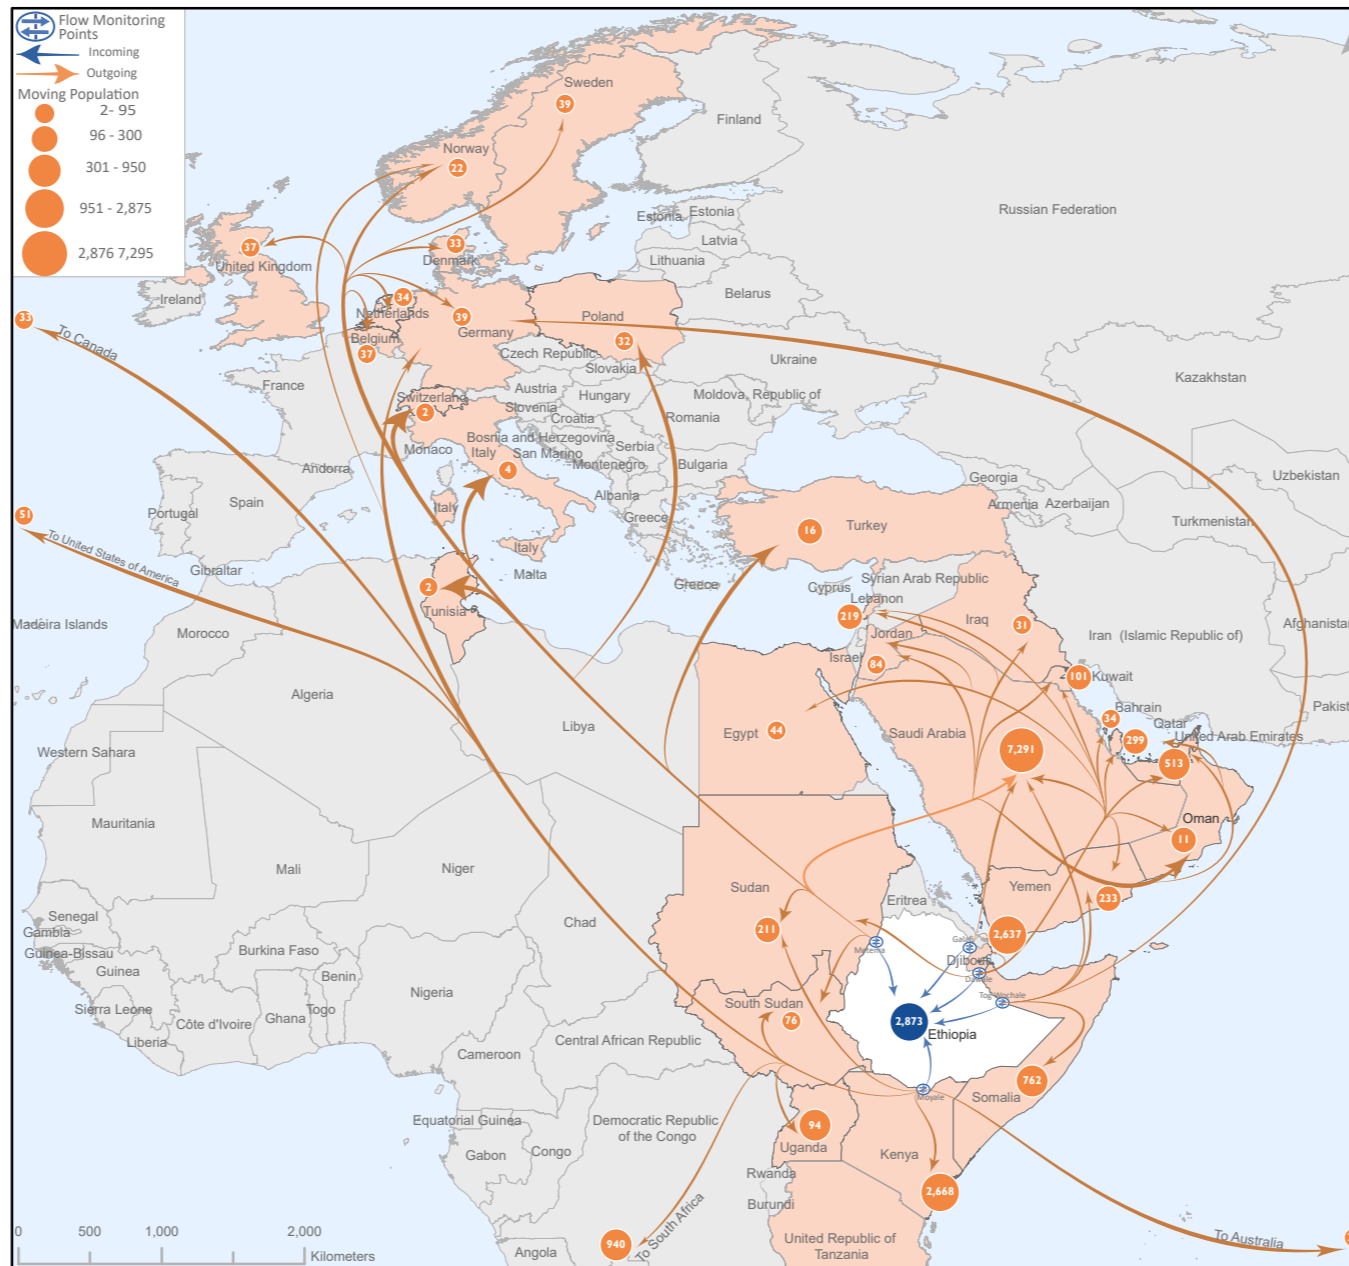 Flow Monitoring
Points
Incoming
Outgoing
Moving Population
2- 95
96 - 300
301 - 950
951 - 2,875
2,876 7,295
Sweden
39
Finland
Norway
22
Russian Federation
Estonia
Estonia
33
Denmark
Latvia
37
United Kingdom
Lithuania
Ireland
34
Netherlands
Belarus
33
To Canada
39
Germany
Poland
32
Belgium
37
Czech Republic
Slovakia
Ukraine
France
Austria
Hungary
Moldova, Republic of
Kazakhstan
Switzerland
2
Slovenia
Croatia
Romania
Bosnia and Herzegovina
Serbia
Monaco
Italy
San Marino
Montenegro
Bulgaria
Andorra
4
Georgia
Uzbekistan
Spain
Portugal
Italy
Albania
Greece
Armenia
Azerbaijan
Turkmenistan
51
To United States of America
16
Turkey
Italy
Gibraltar
Malta
Greece
Cyprus
Syrian Arab Republic
2
Tunisia
Lebanon
219
Madeira Islands
Morocco
Iraq
31
Jordan
Israel
84
Iran (Islamic Republic of)
Afghanistan
101
Kuwait
Algeria
Libya
Egypt
44
Saudi Arabia
7,291
34
Bahrain
Qatar
299
United Arab Emirates
513
Pakist
Western Sahara
Mauritania
Mali
Niger
Chad
Oman
11
Sudan
211
Eritrea
Yemen
233
2,637
Senegal
Gambia
Guinea-Bissau
Guinea
Burkina Faso
Benin
Togo
Nigeria
Metema
Galafi
Djibouti
Dawale
Tog Wochale
Sierra Leone
Liberia
Côte d'Ivoire
Ghana
South Sudan
76
2,873
Ethiopia
Cameroon
Central African Republic
762
Somalia
Moyale
Equatorial Guinea
Gabon
Congo
Democratic Republic
of the Congo
94
Uganda
Kenya
2,668
Rwanda
Burundi
United Republic of
Tanzania
Angola
940
To South Africa
To Australia
0
500
1,000
2,000
Kilometers